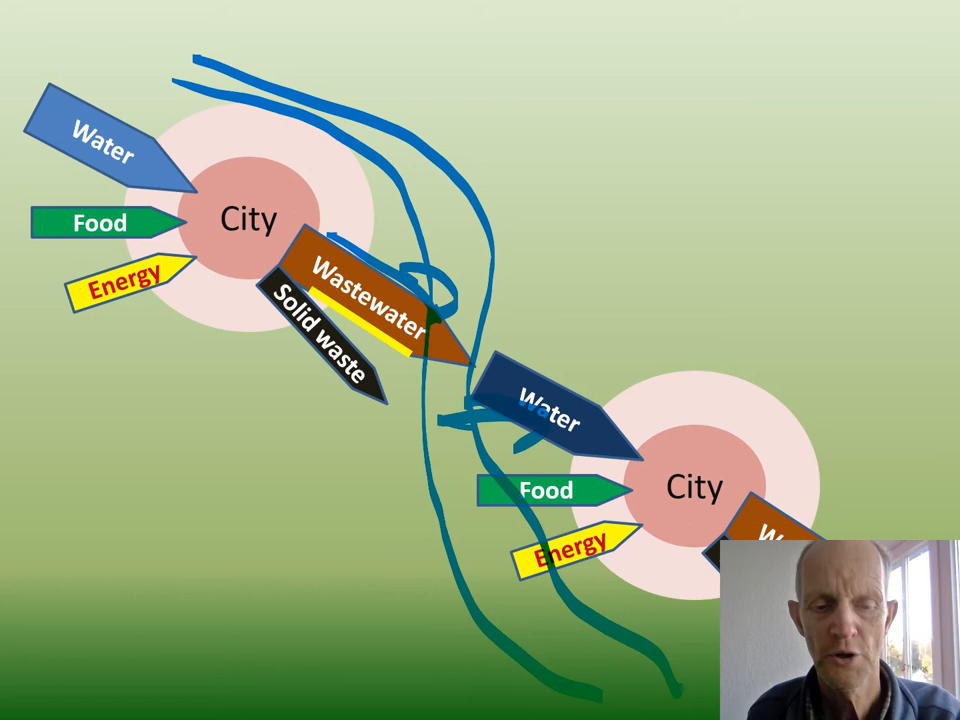 Water
Food
Energy
City
Wastewater
Solid waste
Water
Food
Energy
City